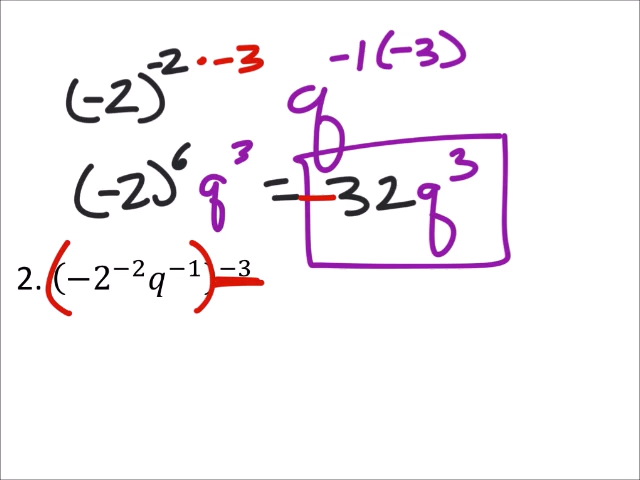 (-2)^{-2 · -3} q^{-1(-3)}
(-2)^6 q^3 = -32q^3
2. (-2^{-2}q^{-1})^{-3}